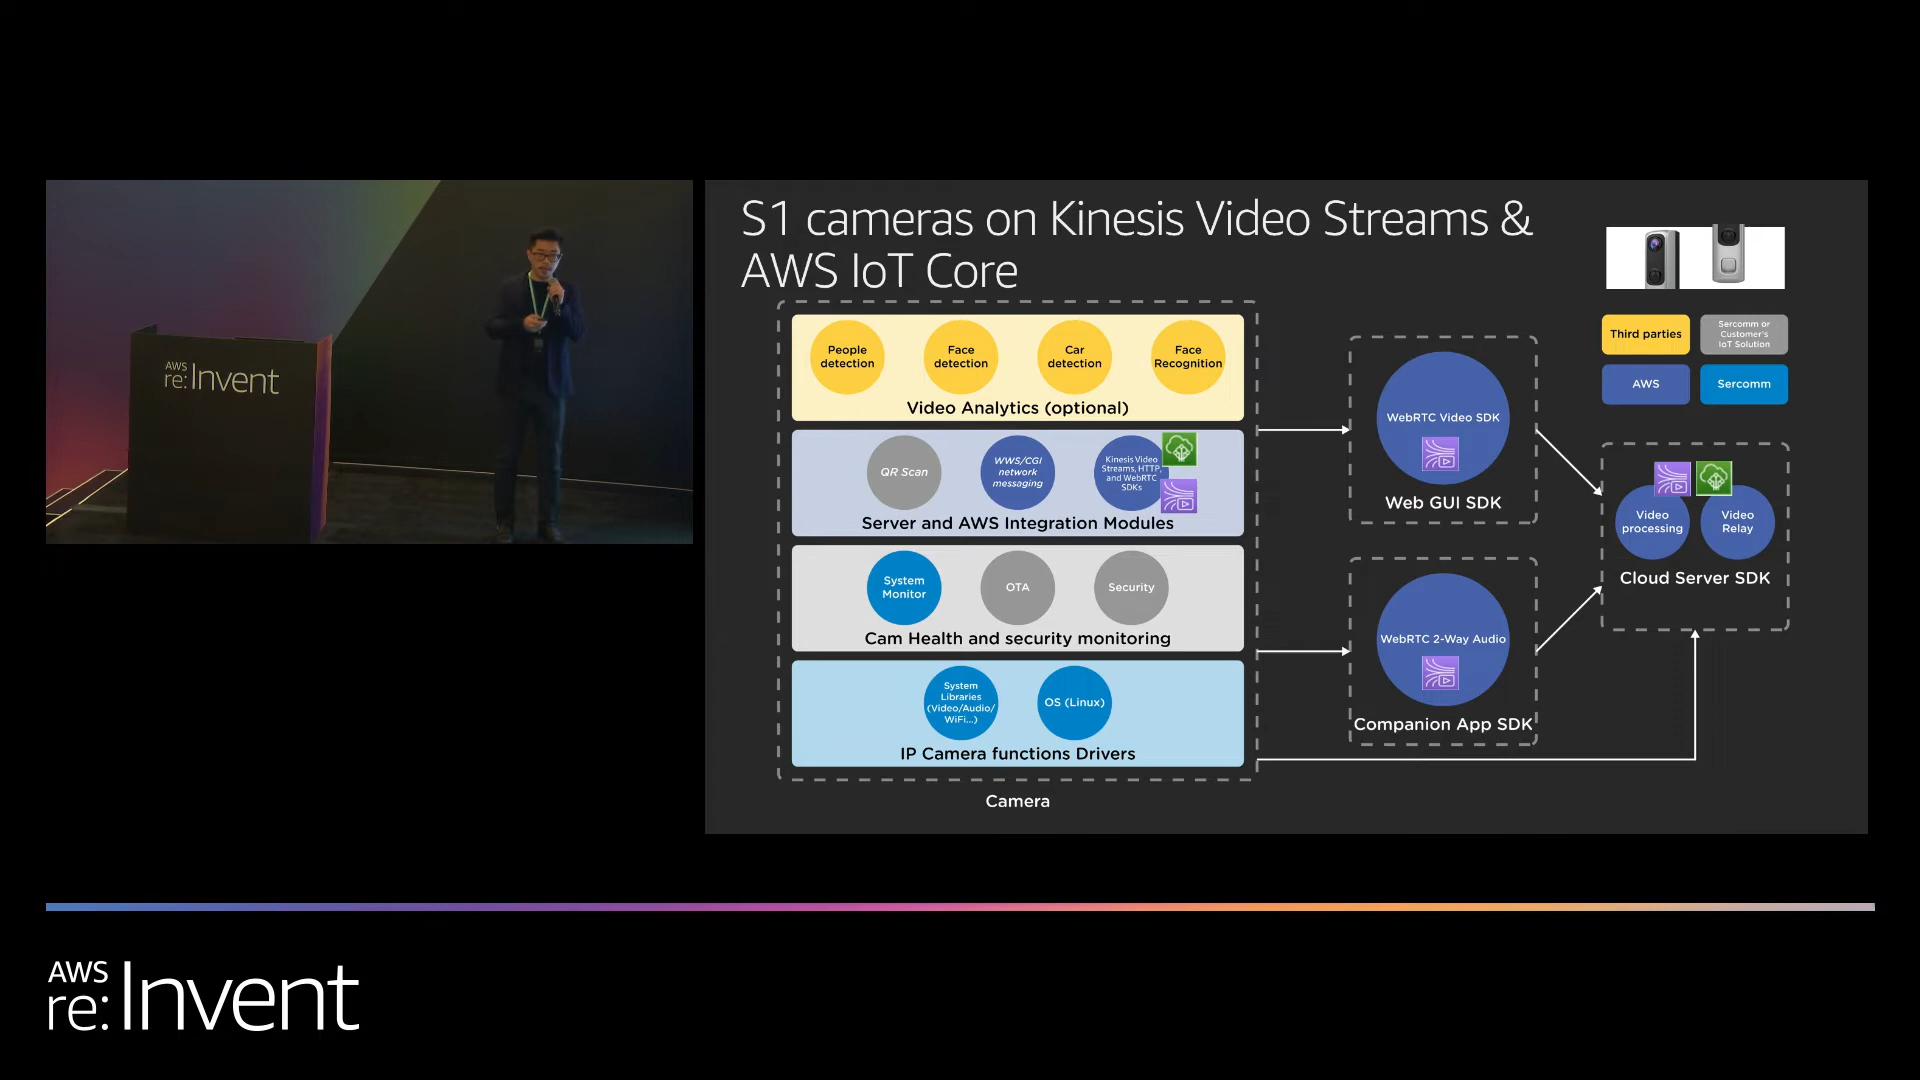 AWS
re:Invent
S1 cameras on Kinesis Video Streams &
AWS IoT Core
People
detection
Face
detection
Car
detection
Face
Recognition
Video Analytics (optional)
QR Scan
WWS/CGI
network
messaging
Kinesis Video
Streams, HTTP,
and WebRTC
SDKs
Server and AWS Integration Modules
System
Monitor
OTA
Security
Cam Health and security monitoring
System
Libraries
(Video/Audio/
WiFi...)
OS (Linux)
IP Camera functions Drivers
Camera
WebRTC Video SDK
Web GUI SDK
WebRTC 2-Way Audio
Companion App SDK
Third parties
Sercomm or
Customer's
IoT Solution
AWS
Sercomm
Video
processing
Video
Relay
Cloud Server SDK
AWS
re:Invent